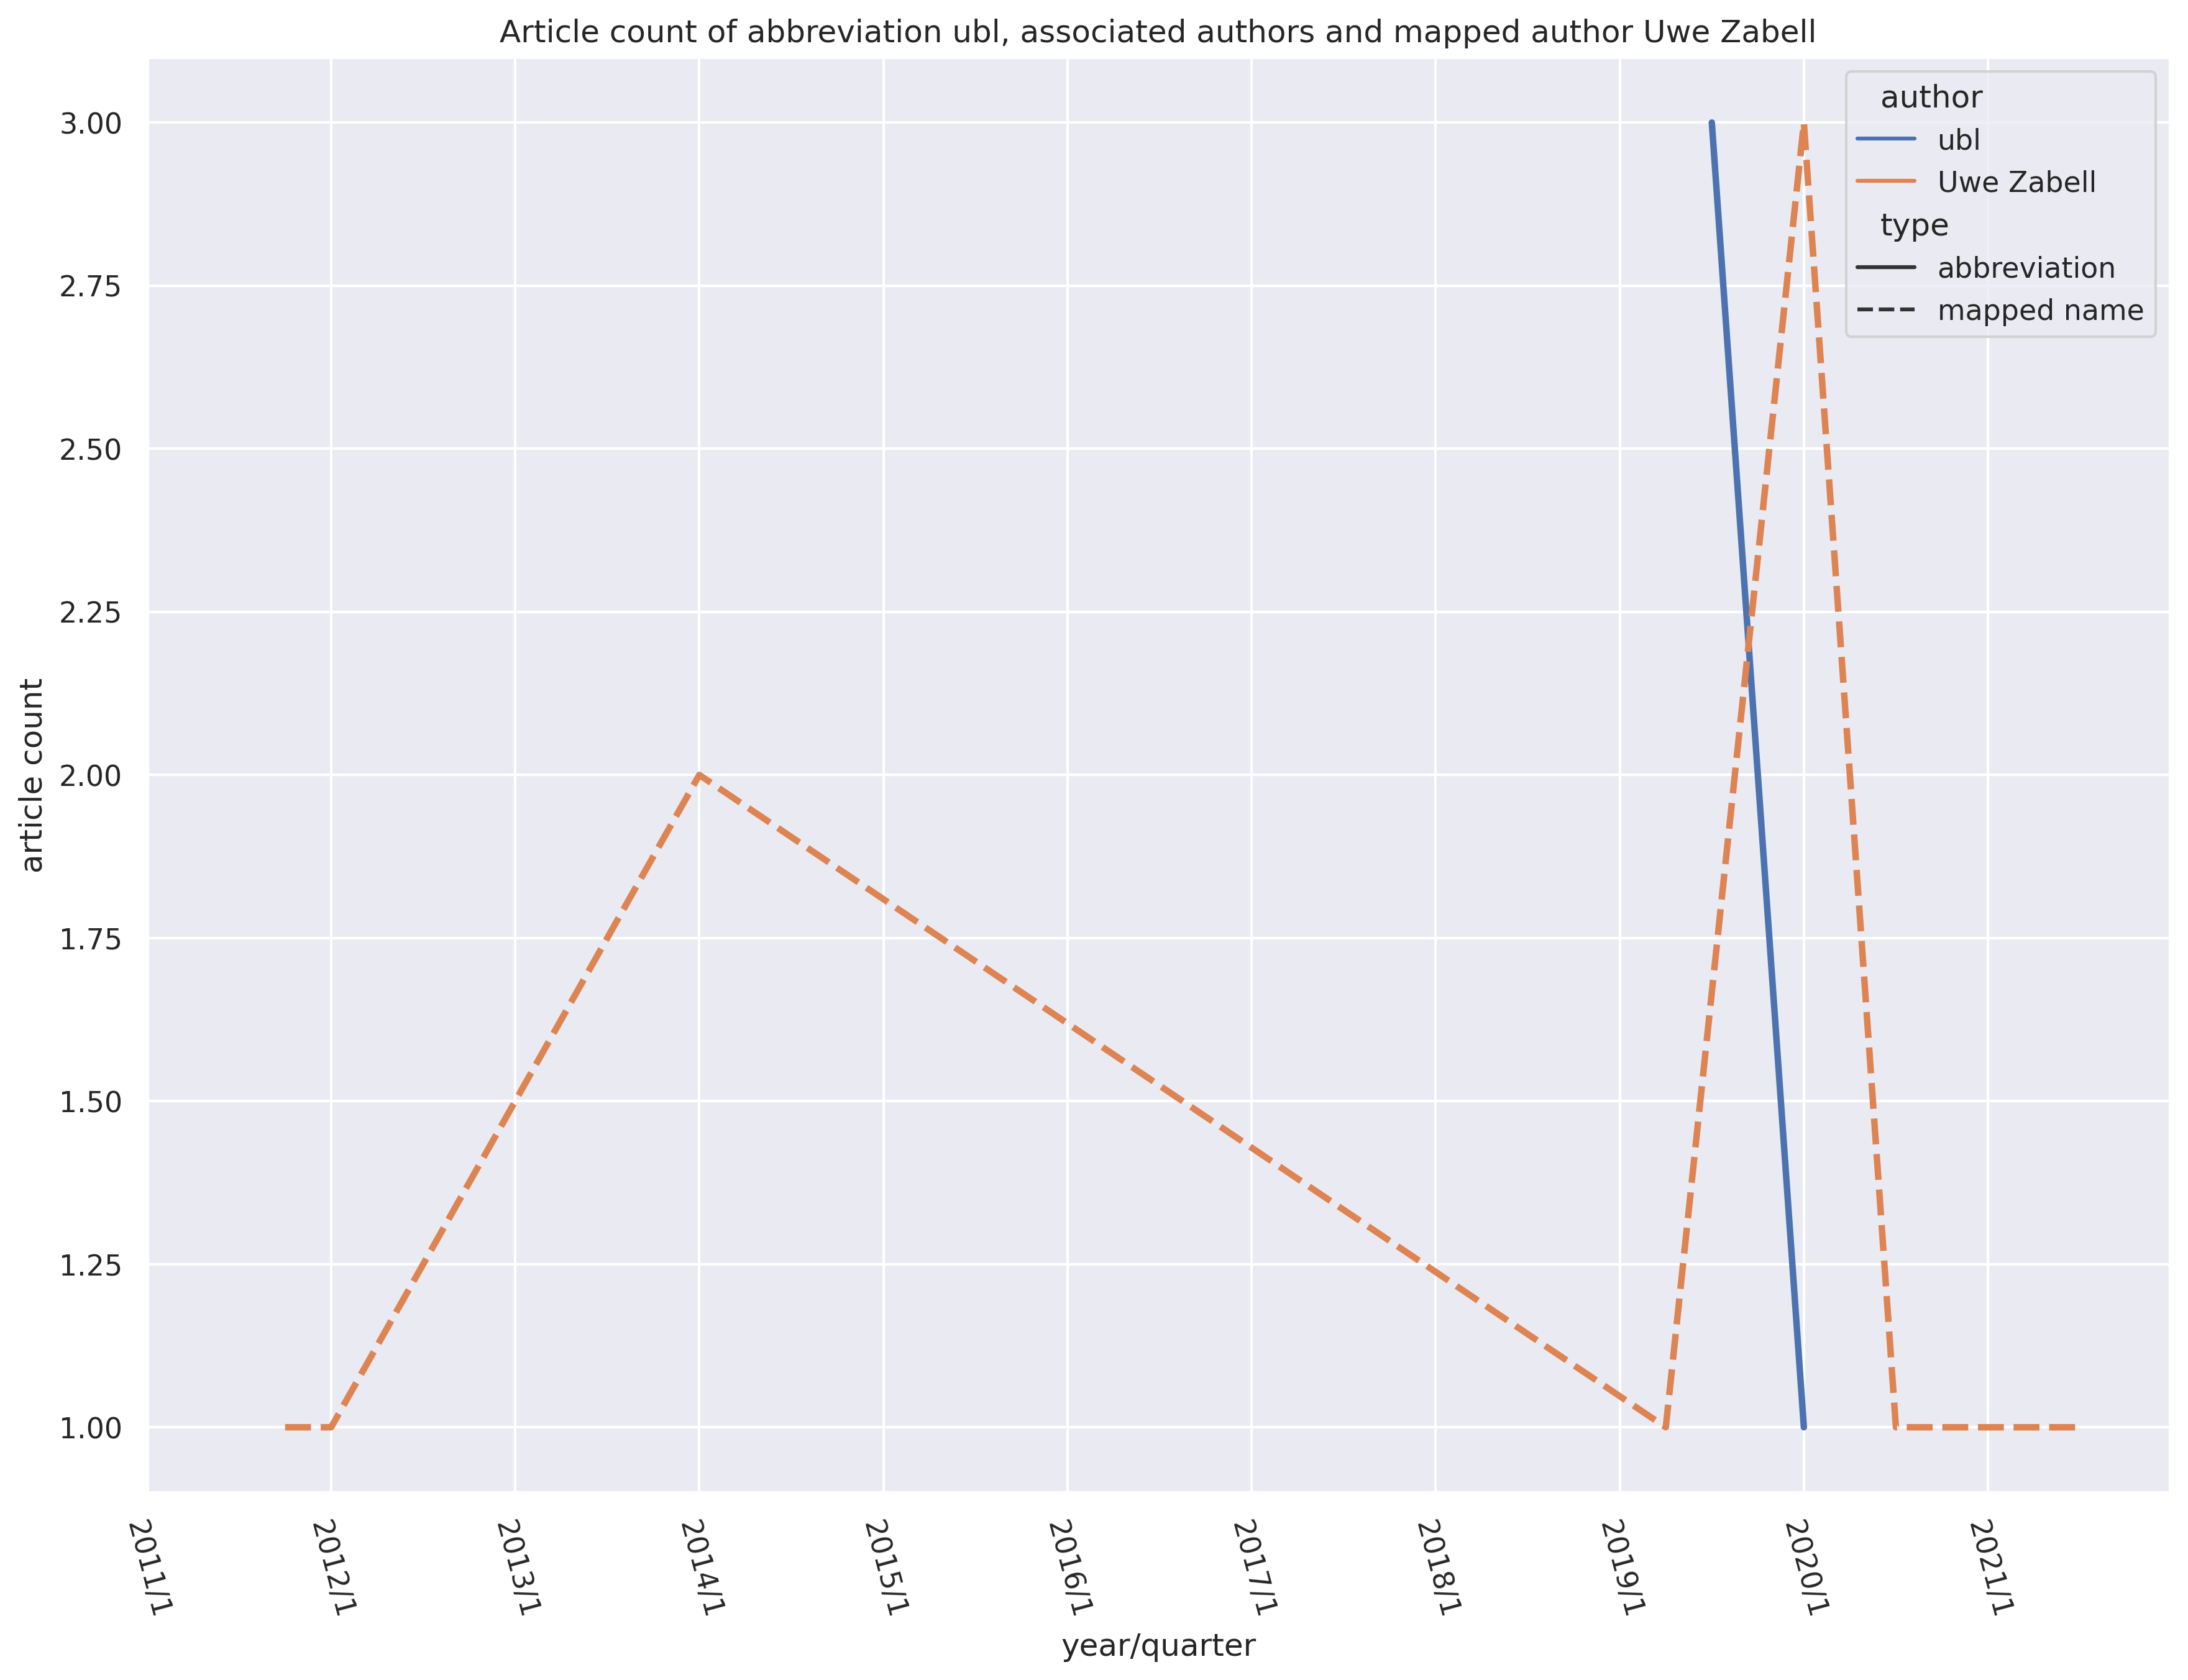 Article count of abbreviation ubl, associated authors and mapped author Uwe Zabell
author
ubl
Uwe Zabell
type
abbreviation
mapped name
article count
3.00
2.75
2.50
2.25
2.00
1.75
1.50
1.25
1.00
2011/1
2012/1
2013/1
2014/1
2015/1
2016/1
2017/1
2018/1
2019/1
2020/1
2021/1
year/quarter